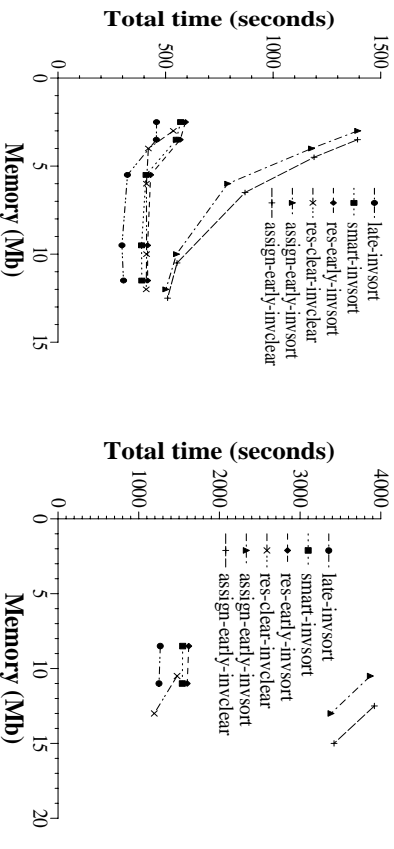 Total time (seconds)
0
500
1000
1500
0
5
10
15
Memory (Mb)
late-invsort
smart-invsort
res-early-invsort
res-clear-invclear
assign-early-invsort
assign-early-invclear
Total time (seconds)
0
1000
2000
3000
4000
0
5
10
15
20
Memory (Mb)
late-invsort
smart-invsort
res-early-invsort
res-clear-invclear
assign-early-invsort
assign-early-invclear